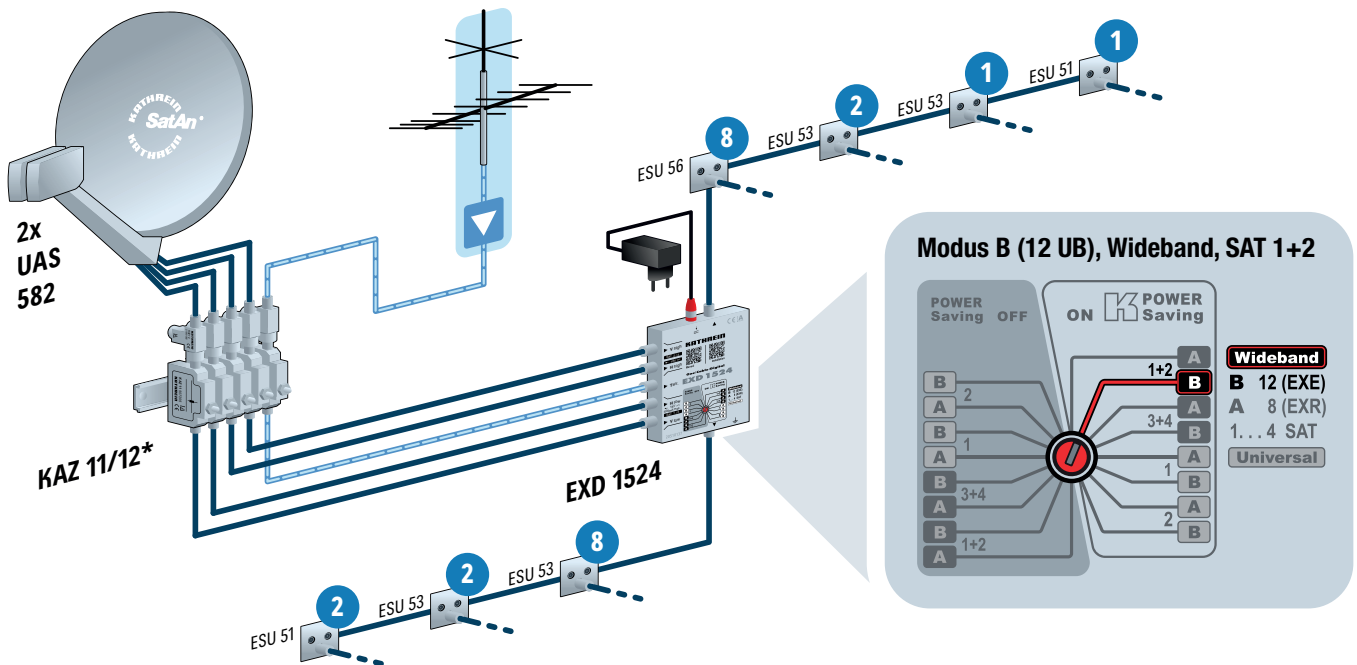 KATHREIN
SatAn®
KATHREIN
2x
UAS
582
KAZ 11/12*
ESU 56
8
ESU 53
2
ESU 53
1
ESU 51
1
KATHREIN
EXD 1524
EXD 1524
ESU 51
2
ESU 53
2
ESU 53
8
Modus B (12 UB), Wideband, SAT 1+2
POWER
Saving OFF
ON K POWER
Saving
B
A
2
B
A
1
B
A
3+4
B
A
1+2
A
B
1+2
A
B
3+4
A
B
1
A
B
2
Wideband
B 12 (EXE)
A 8 (EXR)
1...4 SAT
Universal